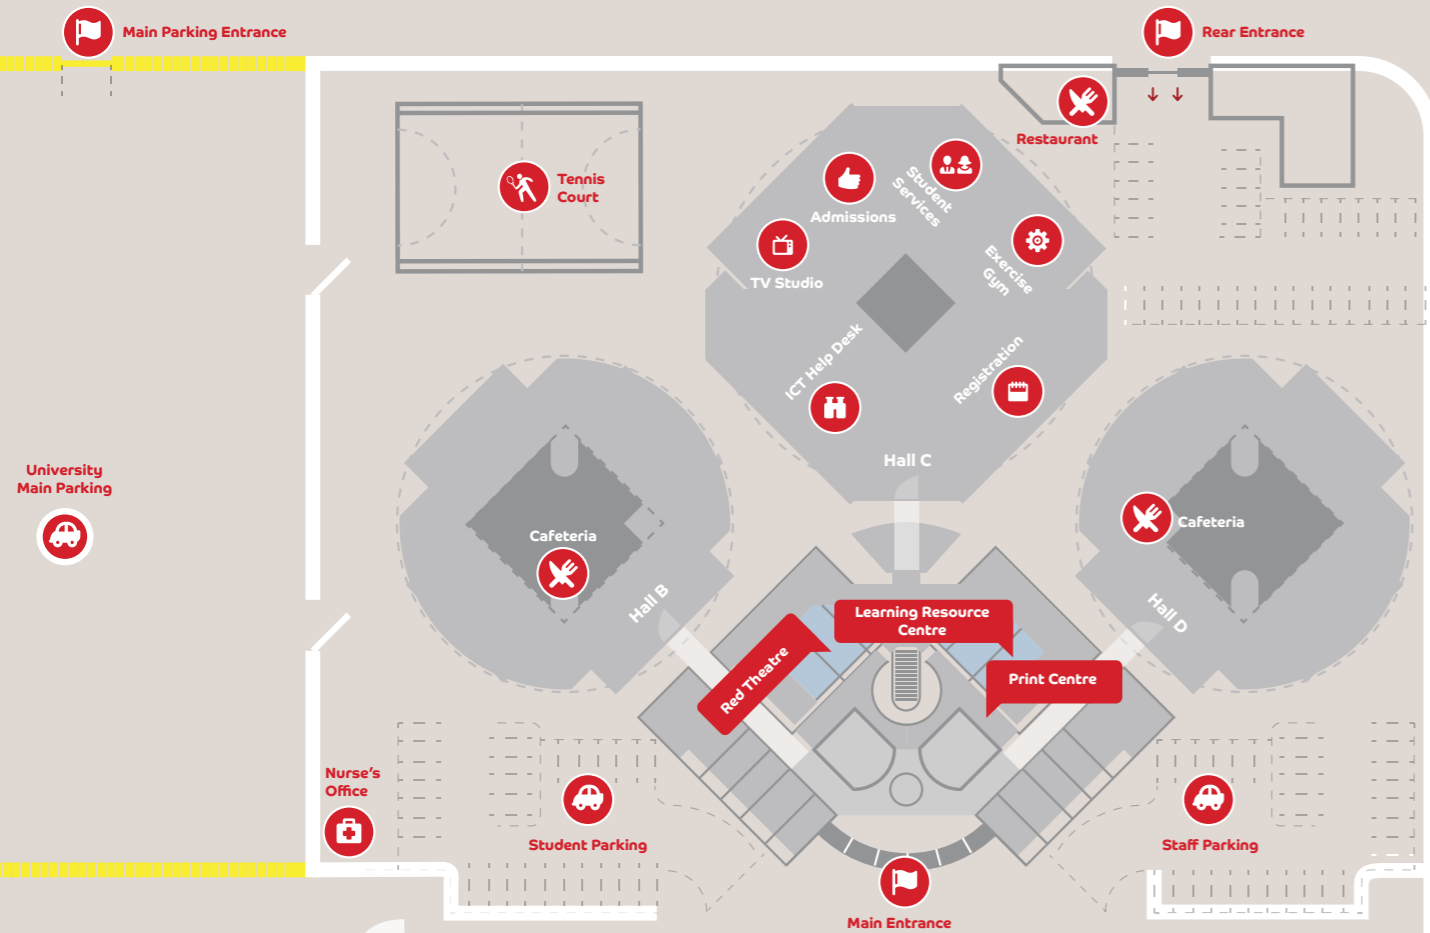 Main Parking Entrance
Rear Entrance
Restaurant
Tennis
Court
Student
Services
Admissions
TV Studio
Exercise
Gym
ICT Help Desk
Registration
Hall C
University
Main Parking
Cafeteria
Cafeteria
Hall B
Hall D
Learning Resource
Centre
Red Theatre
Print Centre
Nurse's
Office
Student Parking
Staff Parking
Main Entrance